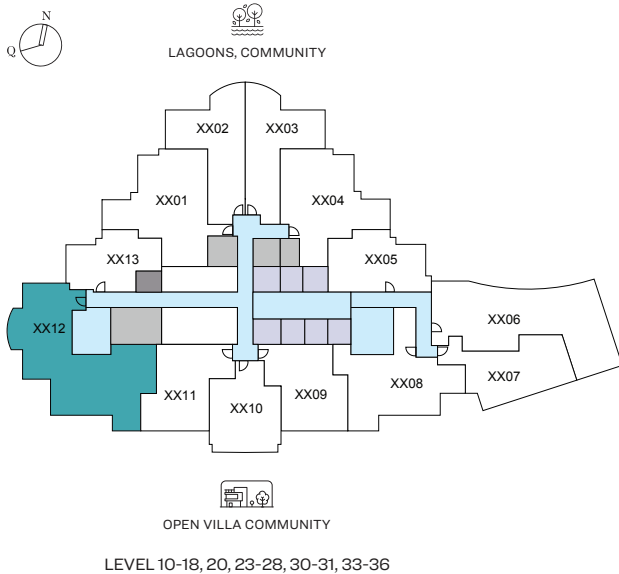 N
Q
LAGOONS, COMMUNITY
XX02
XX03
XX01
XX04
XX13
XX05
XX12
XX06
XX11
XX10
XX09
XX08
XX07
OPEN VILLA COMMUNITY
LEVEL 10-18, 20, 23-28, 30-31, 33-36